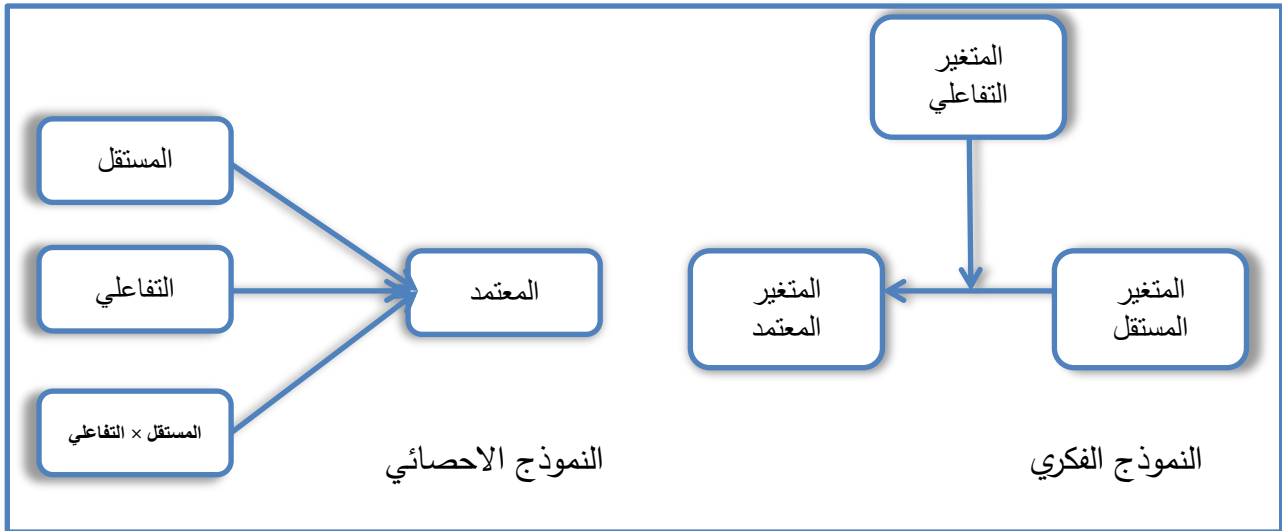 المتغير
التفاعلي
المتغير
المستقل
المتغير
المعتمد
النموذج الفكري
المستقل
التفاعلي
المستقل × التفاعلي
المعتمد
النموذج الاحصائي